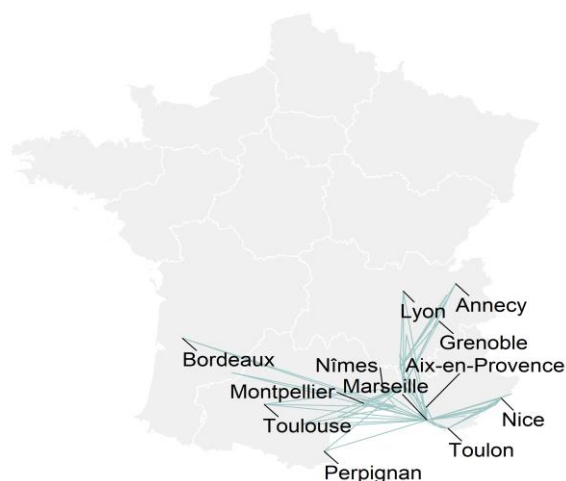 Annecy
Lyon
Grenoble
Bordeaux
Nîmes
Aix-en-Provence
Marseille
Montpellier
Nice
Toulouse
Toulon
Perpignan